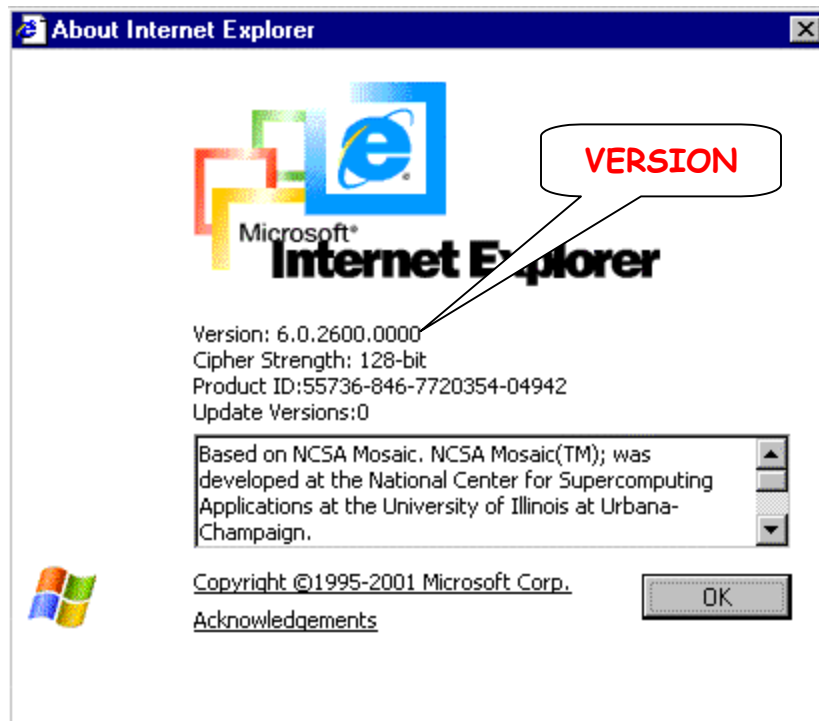 About Internet Explorer
VERSION
Microsoft®
Internet Explorer
Version: 6.0.2600.0000
Cipher Strength: 128-bit
Product ID:55736-846-7720354-04942
Update Versions:0
Based on NCSA Mosaic. NCSA Mosaic(TM); was
developed at the National Center for Supercomputing
Applications at the University of Illinois at Urbana-
Champaign.
Copyright ©1995-2001 Microsoft Corp.
OK
Acknowledgements